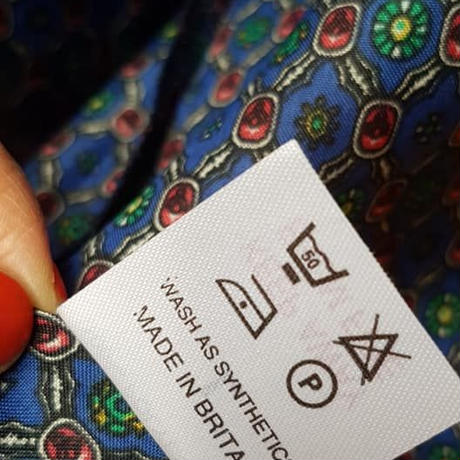 50
P
WASH AS SYNTHETIC
MADE IN BRITA